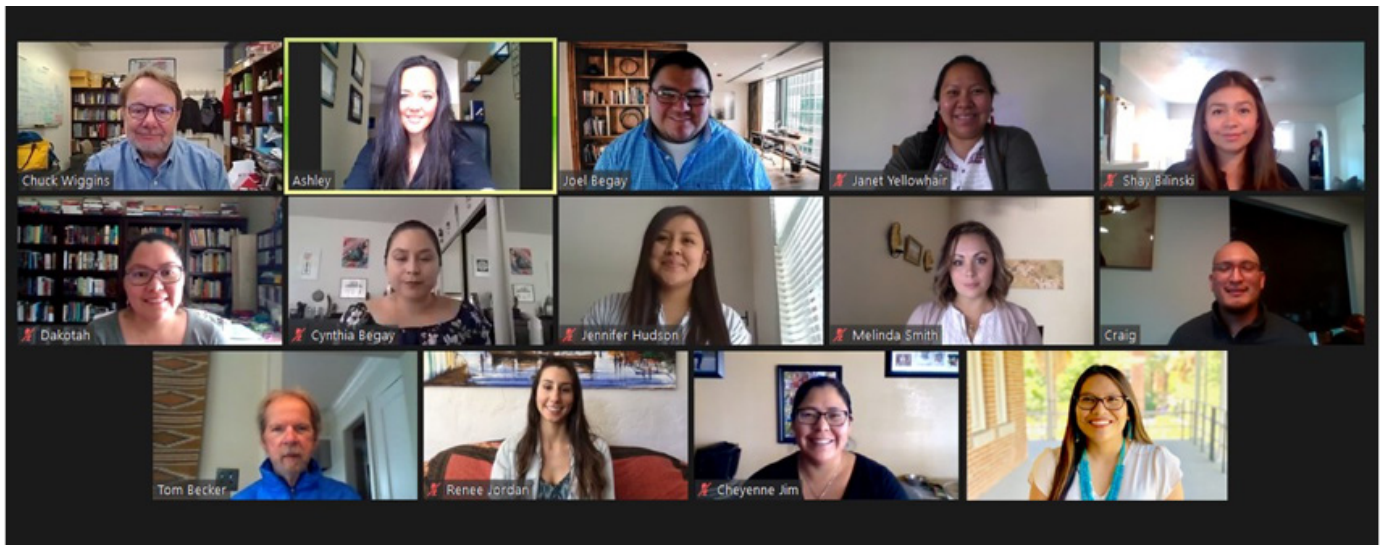 Chuck Wiggins
Ashley
Joel Begay
Janet Yellowhair
Shay Bilinski
Dakotah
Cynthia Begay
Jennifer Hudson
Melinda Smith
Craig
Tom Becker
Renee Jordan
Cheyenne Jim